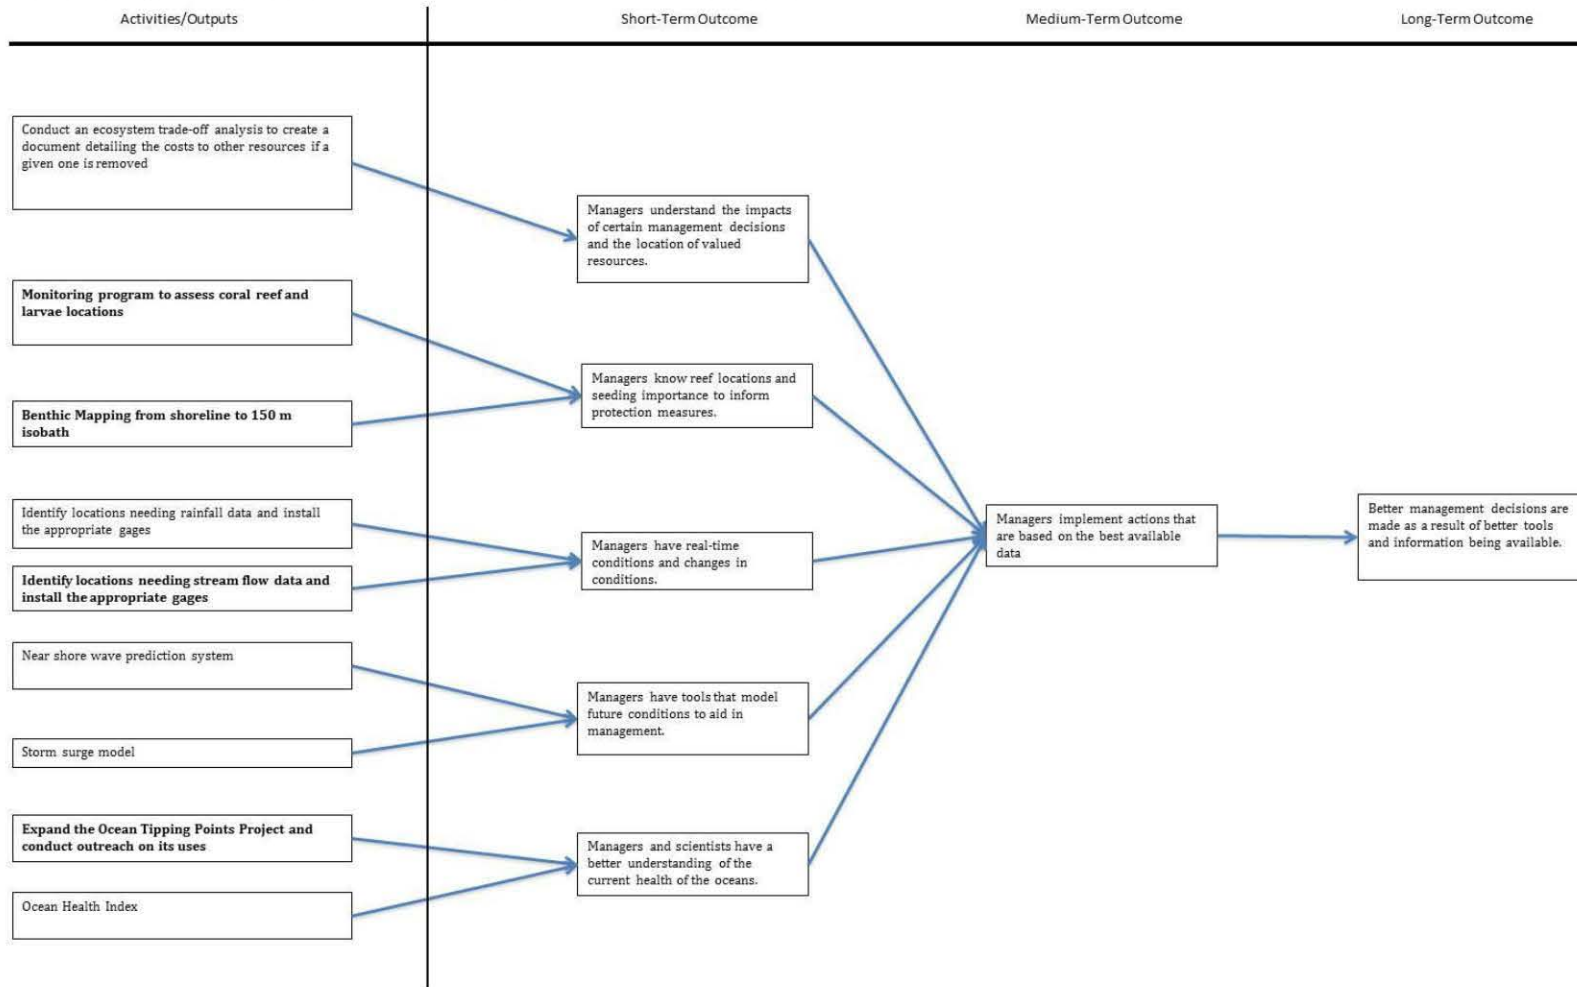 Activities/Outputs
Short-Term Outcome
Medium-Term Outcome
Long-Term Outcome
Conduct an ecosystem trade-off analysis to create a
document detailing the costs to other resources if a
given one is removed
Monitoring program to assess coral reef and
larvae locations
Benthic Mapping from shoreline to 150 m
isobath
Identify locations needing rainfall data and install
the appropriate gages
Identify locations needing stream flow data and
install the appropriate gages
Near shore wave prediction system
Storm surge model
Expand the Ocean Tipping Points Project and
conduct outreach on its uses
Ocean Health Index
Managers understand the impacts
of certain management decisions
and the location of valued
resources.
Managers know reef locations and
seeding importance to inform
protection measures.
Managers have real-time
conditions and changes in
conditions.
Managers have tools that model
future conditions to aid in
management.
Managers and scientists have a
better understanding of the
current health of the oceans.
Managers implement actions that
are based on the best available
data
Better management decisions are
made as a result of better tools
and information being available.